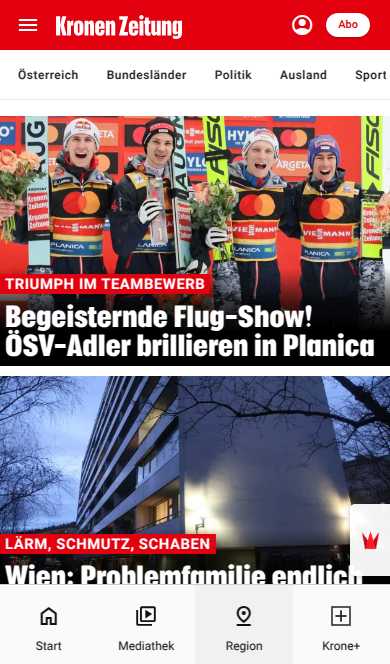 Kronen Zeitung
Abo
Österreich
Bundesländer
Politik
Ausland
Sport
TRIUMPH IM TEAMBEWERB
Begeisternde Flug-Show!
ÖSV-Adler brillieren in Planica
LÄRM, SCHMUTZ, SCHABEN
Wien: Problemfamilie endlich
Start
Mediathek
Region
Krone+